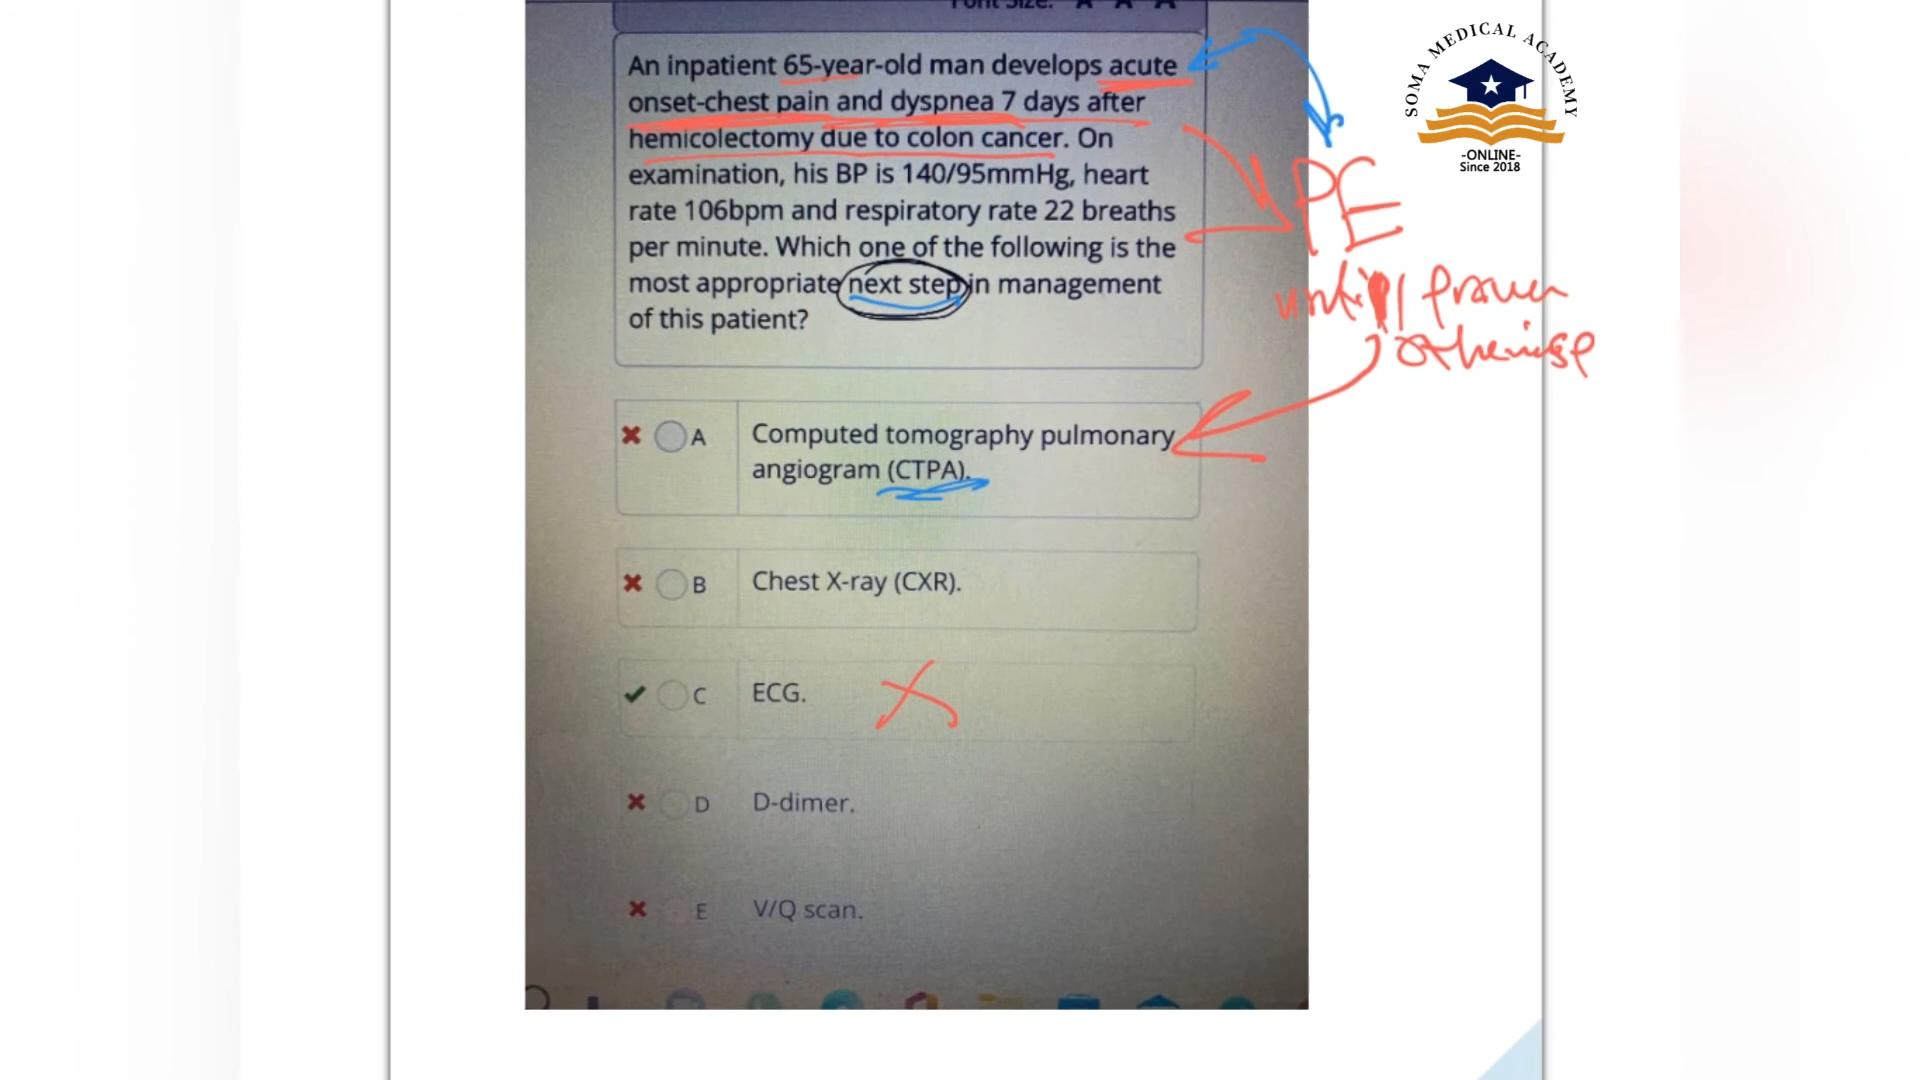 An inpatient 65-year-old man develops acute
onset-chest pain and dyspnea 7 days after
hemicolectomy due to colon cancer. On
examination, his BP is 140/95mmHg, heart
rate 106bpm and respiratory rate 22 breaths
per minute. Which one of the following is the
most appropriate next step in management
of this patient?
A Computed tomography pulmonary
angiogram (CTPA).
B Chest X-ray (CXR).
C ECG.
D D-dimer.
E V/Q scan.
PE
until proven
otherwise
SOMA MEDICAL ACADEMY
-ONLINE-
Since 2018